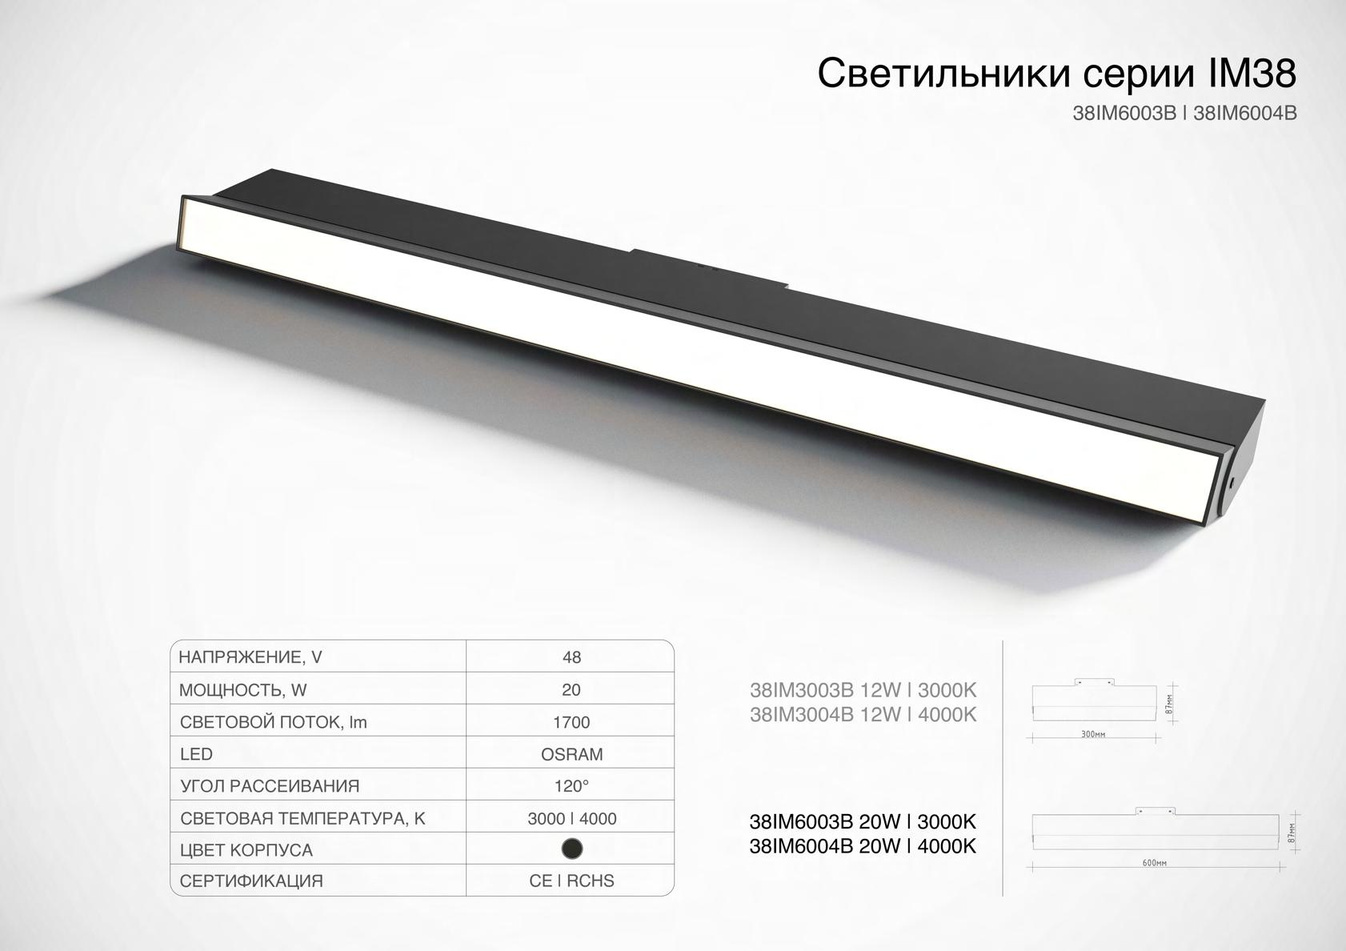 Светильники серии IM38
38IM6003B | 38IM6004B
НАПРЯЖЕНИЕ, V 48
МОЩНОСТЬ, W 20
СВЕТОВОЙ ПОТОК, lm 1700
LED OSRAM
УГОЛ РАССЕИВАНИЯ 120°
СВЕТОВАЯ ТЕМПЕРАТУРА, К 3000 | 4000
ЦВЕТ КОРПУСА
СЕРТИФИКАЦИЯ CE | RCHS
38IM3003B 12W | 3000K
38IM3004B 12W | 4000K
87мм
300мм
38IM6003B 20W | 3000K
38IM6004B 20W | 4000K
87мм
600мм